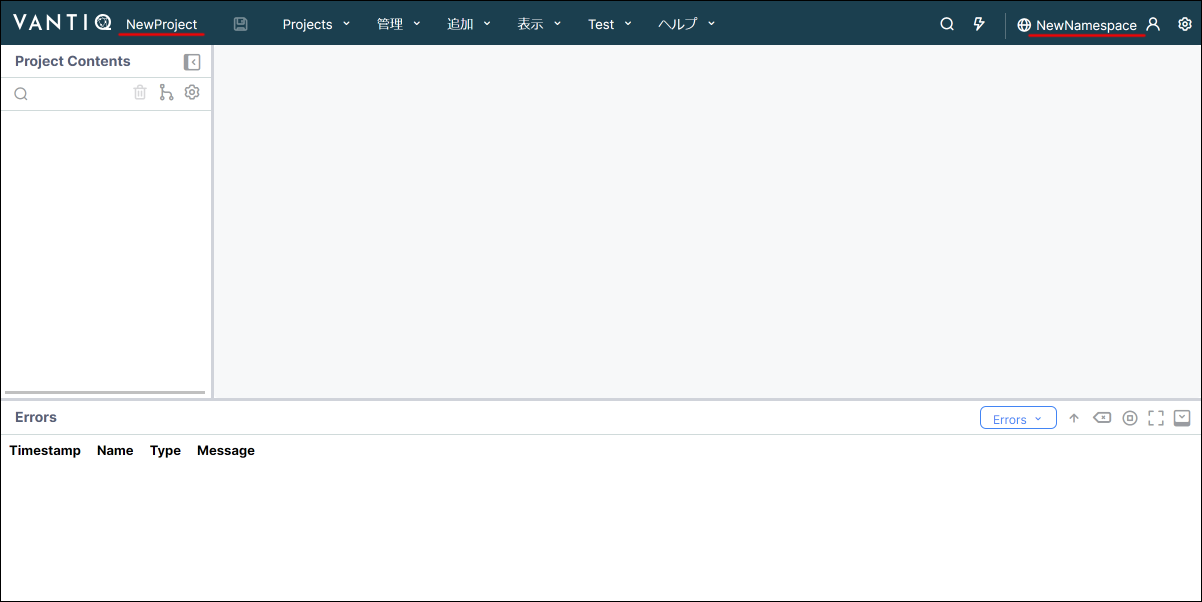 VANTIQ NewProject Projects 管理 追加 表示 Test ヘルプ NewNamespace
Project Contents
Errors
Errors
Timestamp Name Type Message